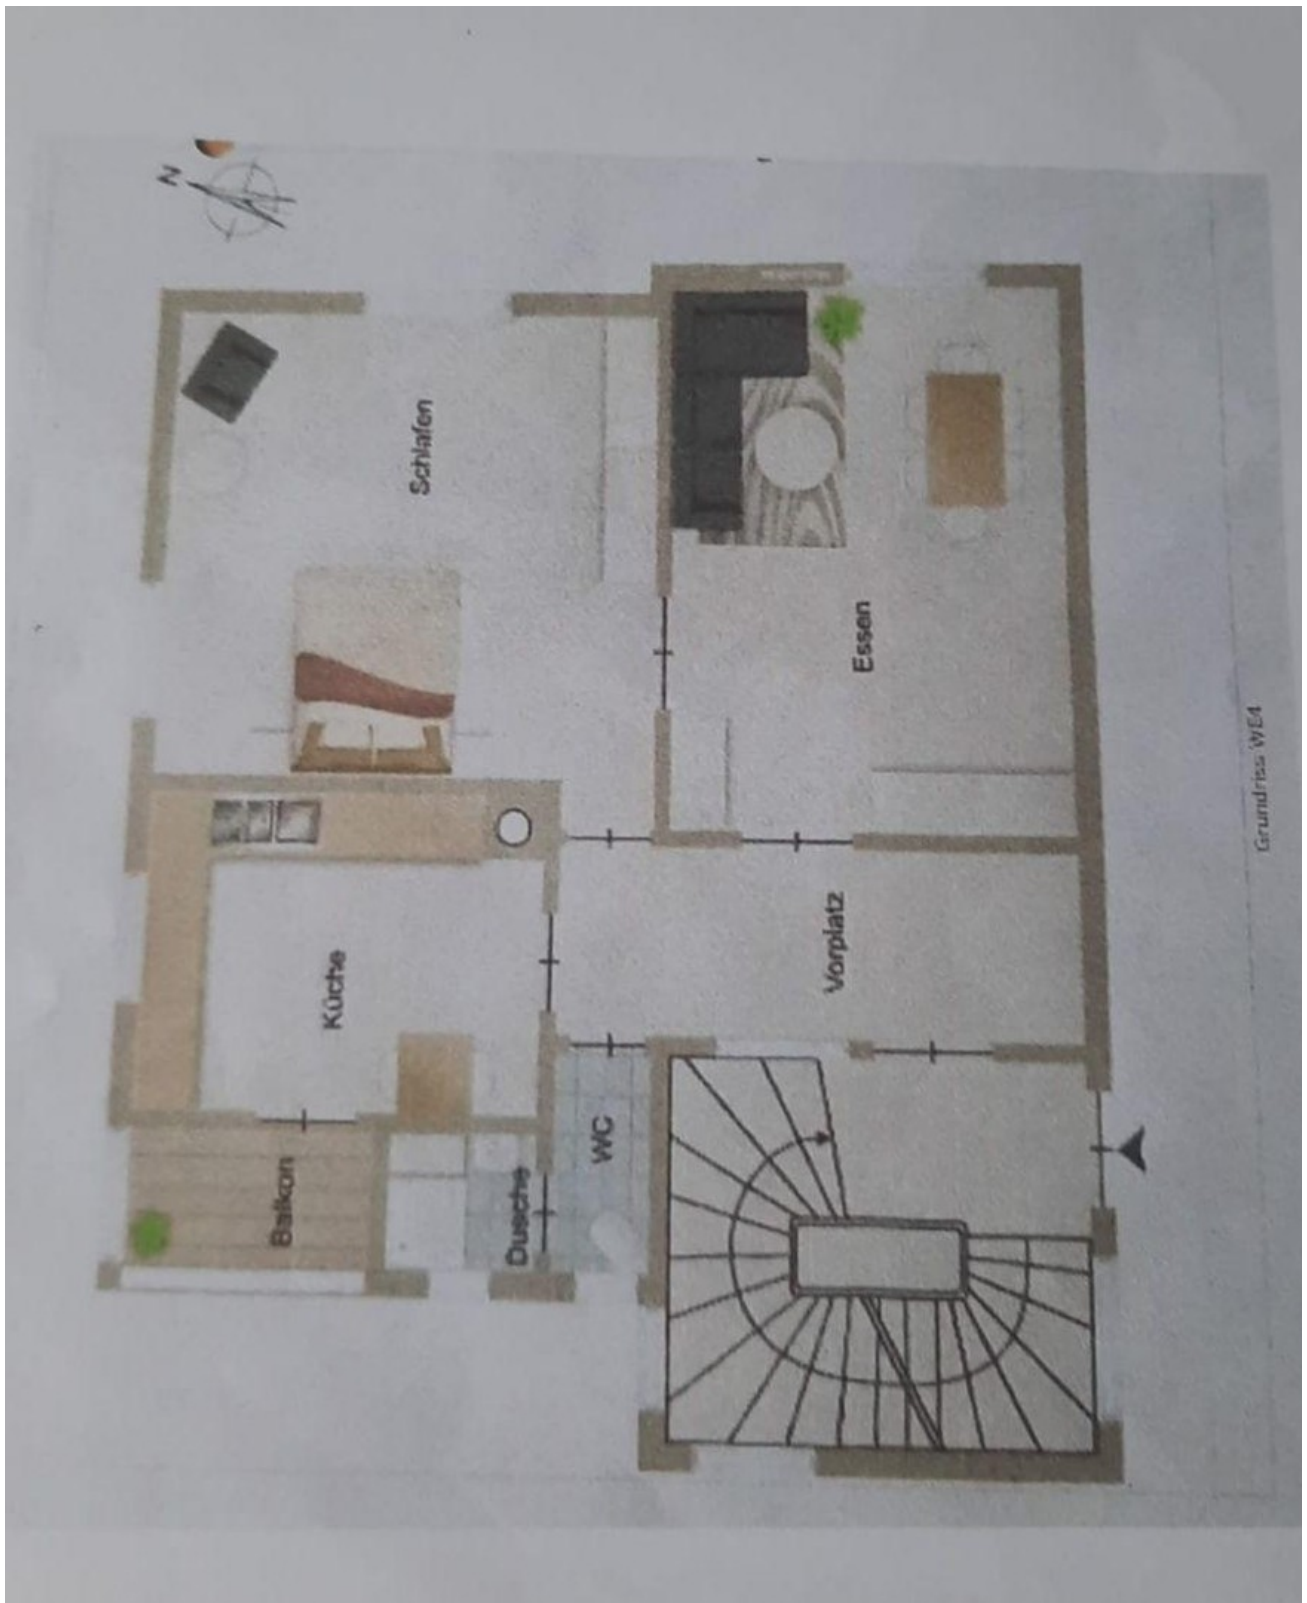 N
Schlafen
Essen
Küche
Vorplatz
Balkon
Dusche
WC
Grundriss WE4